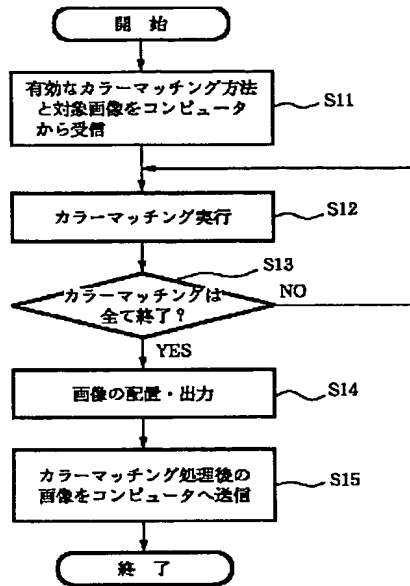 開 始
有効なカラーマッチング方法
と対象画像をコンピュータ
から受信
S11
カラーマッチング実行
S12
S13
カラーマッチングは
全て終了?
NO
YES
画像の配置・出力
S14
カラーマッチング処理後の
画像をコンピュータへ送信
S15
終 了